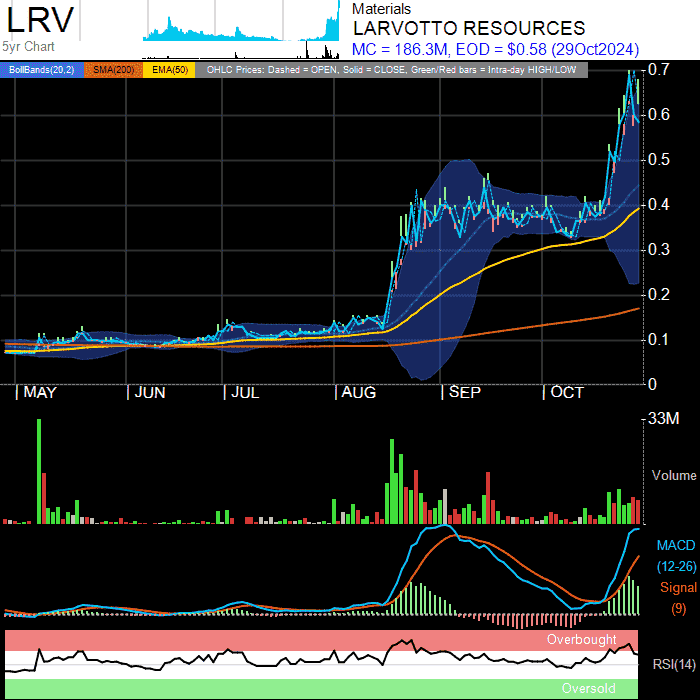 LRV
5yr Chart
Materials
LARVOTTO RESOURCES
MC = 186.3M, EOD = $0.58 (29Oct2024)
BollBands(20,2) SMA(200) EMA(50) OHLC Prices: Dashed = OPEN, Solid = CLOSE, Green/Red bars = Intra-day HIGH/LOW
0.7
0.6
0.5
0.4
0.3
0.2
0.1
0
MAY JUN JUL AUG SEP OCT
33M
Volume
MACD
(12-26)
Signal
(9)
Overbought
RSI(14)
Oversold